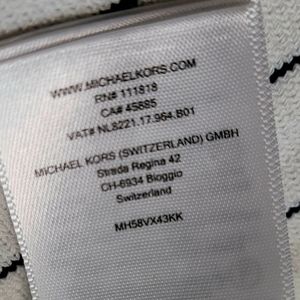 WWW.MICHAELKORS.COM
RN# 111818
CA# 45885
VAT# NL8221.17.964.B01
MICHAEL KORS (SWITZERLAND) GMBH
Strada Regina 42
CH-6934 Bioggio
Switzerland
MH58VX43KK